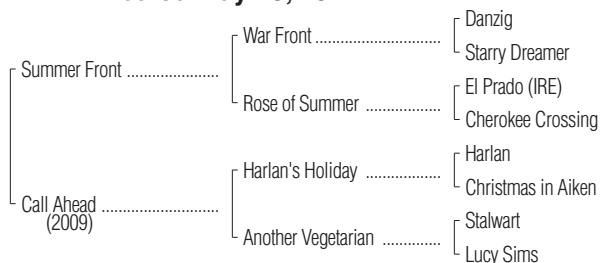 Danzig
War Front
Starry Dreamer
Summer Front
El Prado (IRE)
Rose of Summer
Cherokee Crossing
Harlan
Harlan's Holiday
Christmas in Aiken
Call Ahead
(2009)
Stalwart
Another Vegetarian
Lucy Sims